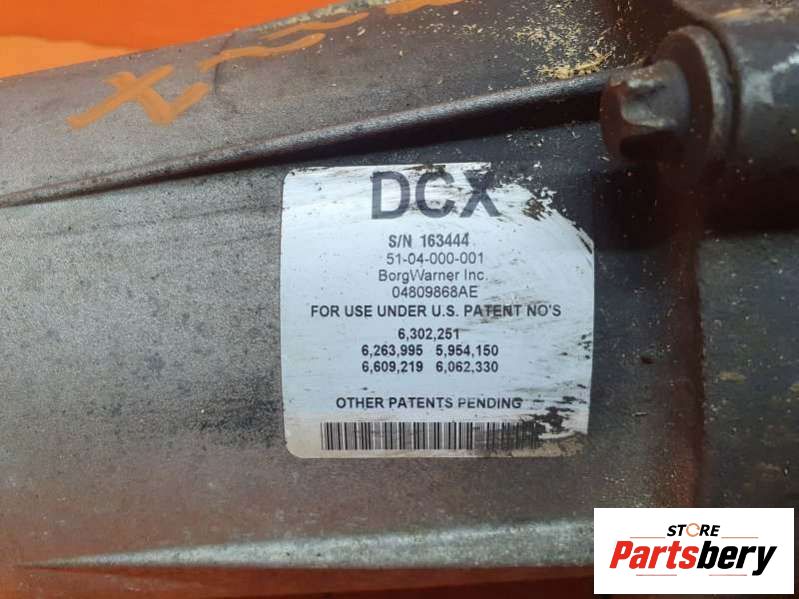 DCX
S/N 163444
51-04-000-001
BorgWarner Inc.
04809868AE
FOR USE UNDER U.S. PATENT NO'S
6,302,251
6,263,995 5,954,150
6,609,219 6,062,330
OTHER PATENTS PENDING
STORE
Partsbery